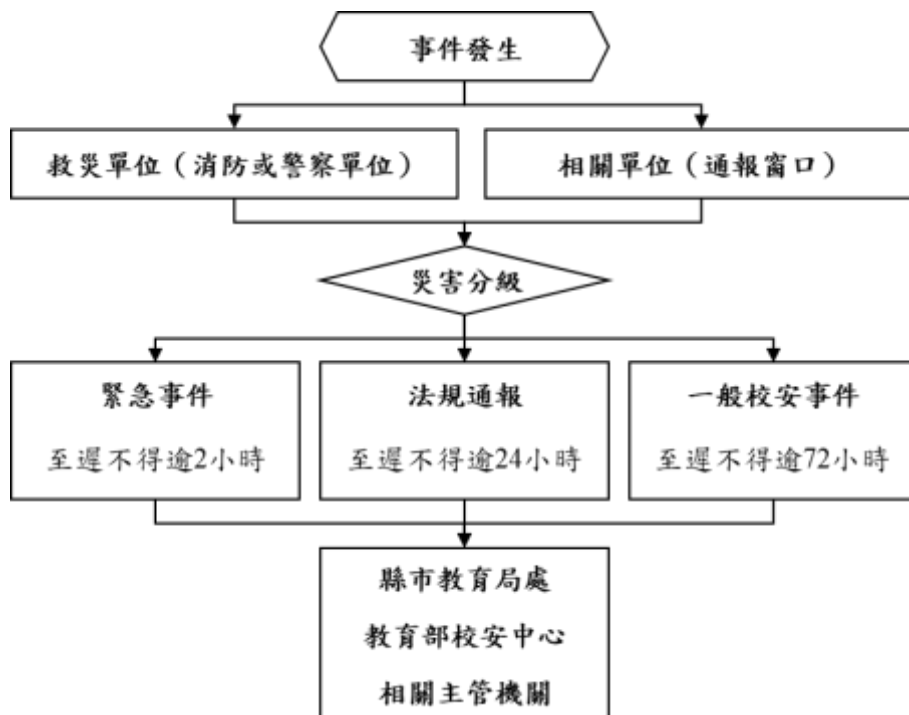 事件發生
救災單位（消防或警察單位）
相關單位（通報窗口）
災害分級
緊急事件
至遲不得逾2小時
法規通報
至遲不得逾24小時
一般校安事件
至遲不得逾72小時
縣市教育局處
教育部校安中心
相關主管機關